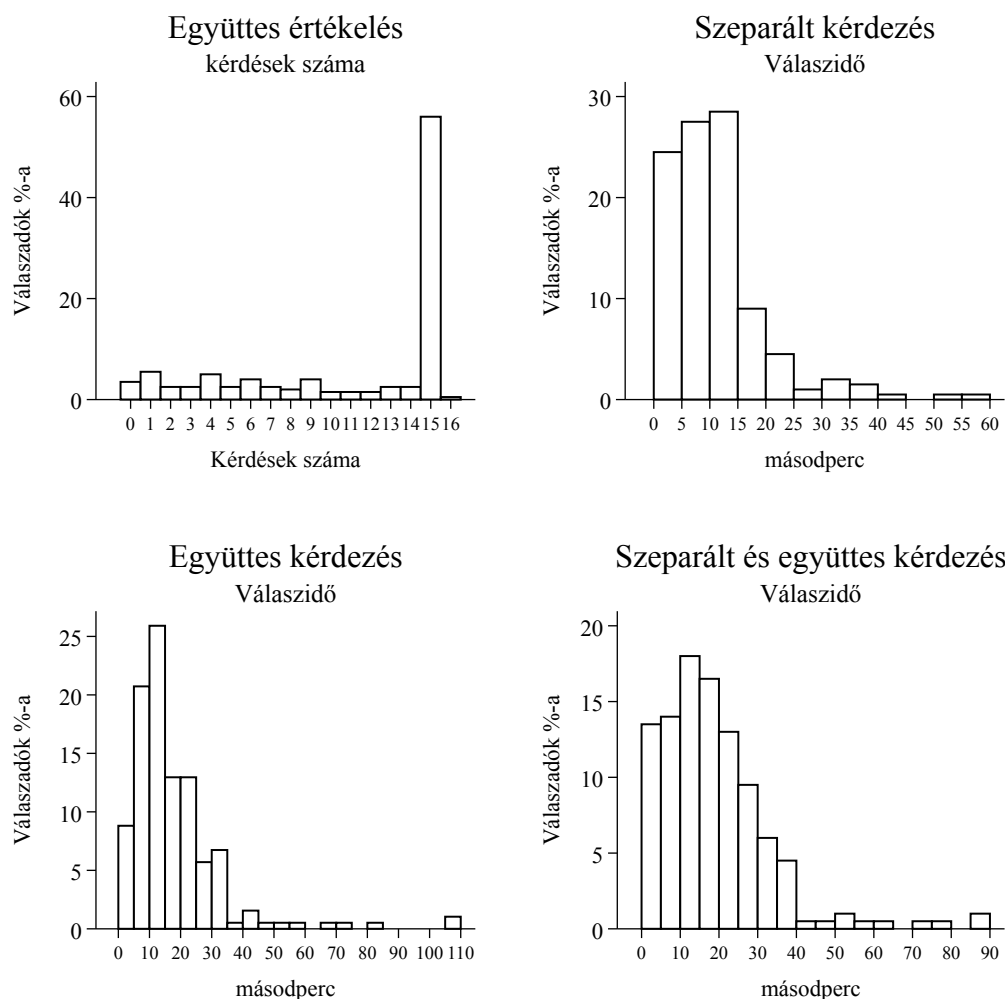 Együttes értékelés
kérdések száma
Válaszadók %-a
60
40
20
0
0 1 2 3 4 5 6 7 8 9 10 11 12 13 14 15 16
Kérdések száma
Szeparált kérdezés
Válaszidő
Válaszadók %-a
30
20
10
0
0 5 10 15 20 25 30 35 40 45 50 55 60
másodperc
Együttes kérdezés
Válaszidő
Válaszadók %-a
25
20
15
10
5
0
0 10 20 30 40 50 60 70 80 90 100 110
másodperc
Szeparált és együttes kérdezés
Válaszidő
Válaszadók %-a
20
15
10
5
0
0 10 20 30 40 50 60 70 80 90
másodperc